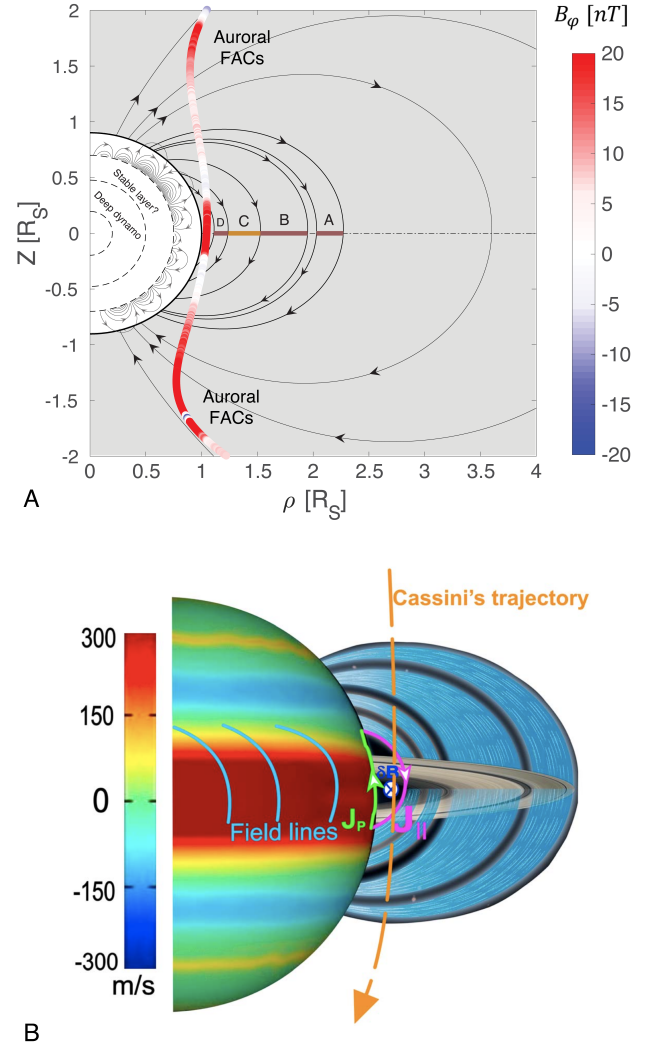 B_φ [nT]
2
1.5
1
0.5
0
-0.5
-1
-1.5
-2
Z [R_S]
Auroral
FACs
Stable layer?
Deep dynamo
D
C
B
A
Auroral
FACs
0
0.5
1
1.5
2
2.5
3
3.5
4
ρ [R_S]
20
15
10
5
0
-5
-10
-15
-20
A
Cassini's trajectory
300
150
0
-150
-300
m/s
Field lines
δB
J_P
J_||
B